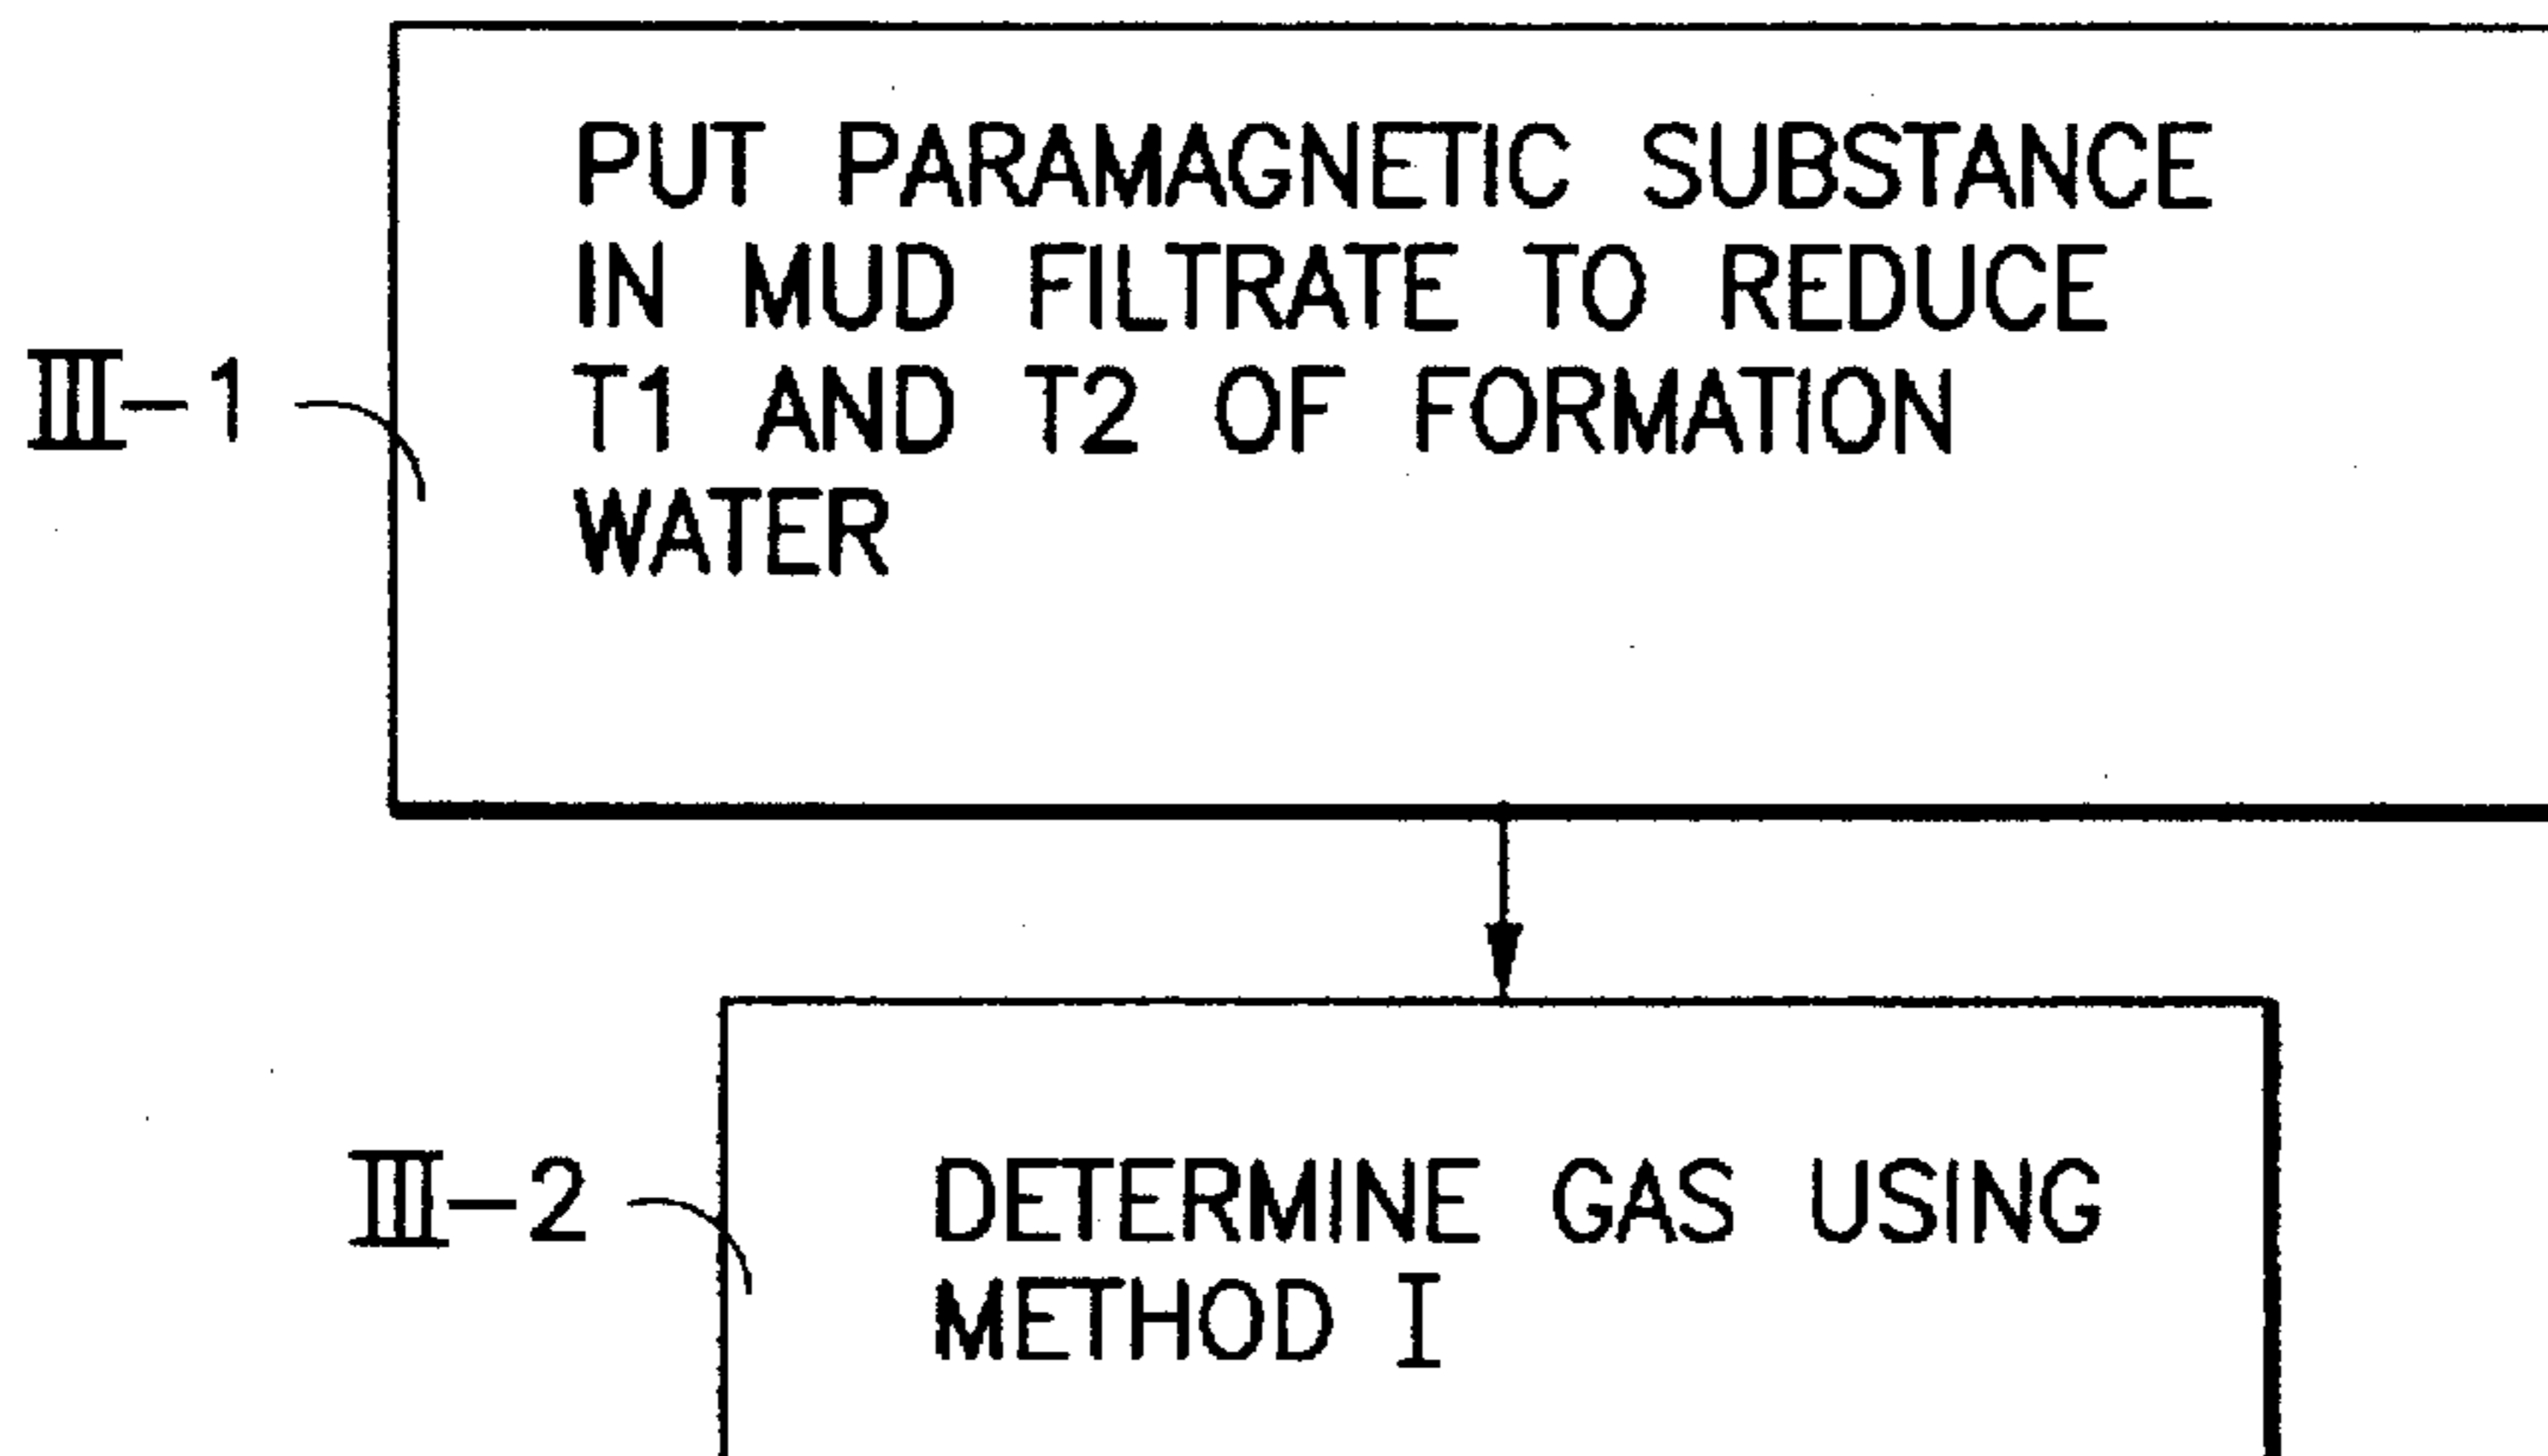 PUT PARAMAGNETIC SUBSTANCE
IN MUD FILTRATE TO REDUCE
III-1
T1 AND T2 OF FORMATION
WATER
III-2
DETERMINE GAS USING
METHOD I